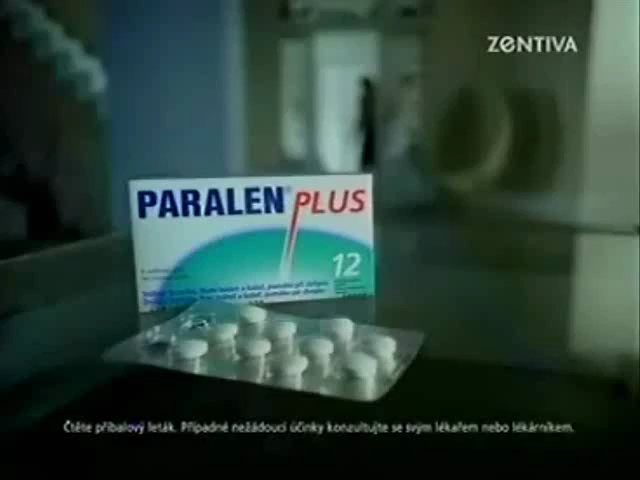 ZENTIVA
PARALEN® PLUS
12
Čtěte příbalový leták. Případné nežádoucí účinky konzultujte se svým lékařem nebo lékárníkem.